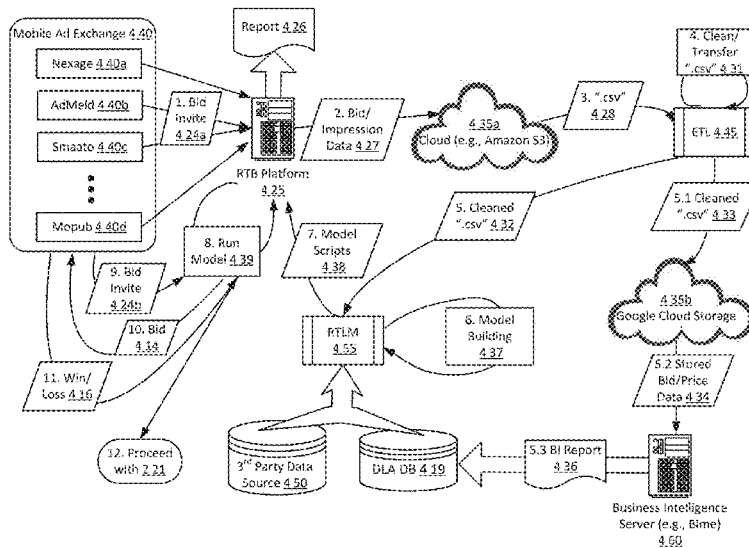 Mobile Ad Exchange 4.40
Nexage 4.40a
AdMeld 4.40b
Smaato 4.40c
Mopub 4.40d
1. Bid
Invite
4.24a
Report 4.26
RTB Platform
4.25
2. Bid/
Impression
Data 4.27
4.35a
Cloud (e.g., Amazon S3)
3. ".csv"
4.28
4. Clean/
Transfer
".csv" 4.31
ETL 4.45
5. Cleaned
".csv" 4.32
5.1 Cleaned
".csv" 4.33
4.35b
Google Cloud Storage
5.2 Stored
Bid/Price
Data 4.34
Business Intelligence
Server (e.g., Bime)
4.60
5.3 BI Report
4.36
DLA DB 4.19
3rd Party Data
Source 4.50
RTLM
4.55
6. Model
Building
4.37
7. Model
Scripts
4.38
8. Run
Model 4.39
9. Bid
Invite
4.24b
10. Bid
4.14
11. Win/
Loss 4.16
12. Proceed
with 2.21